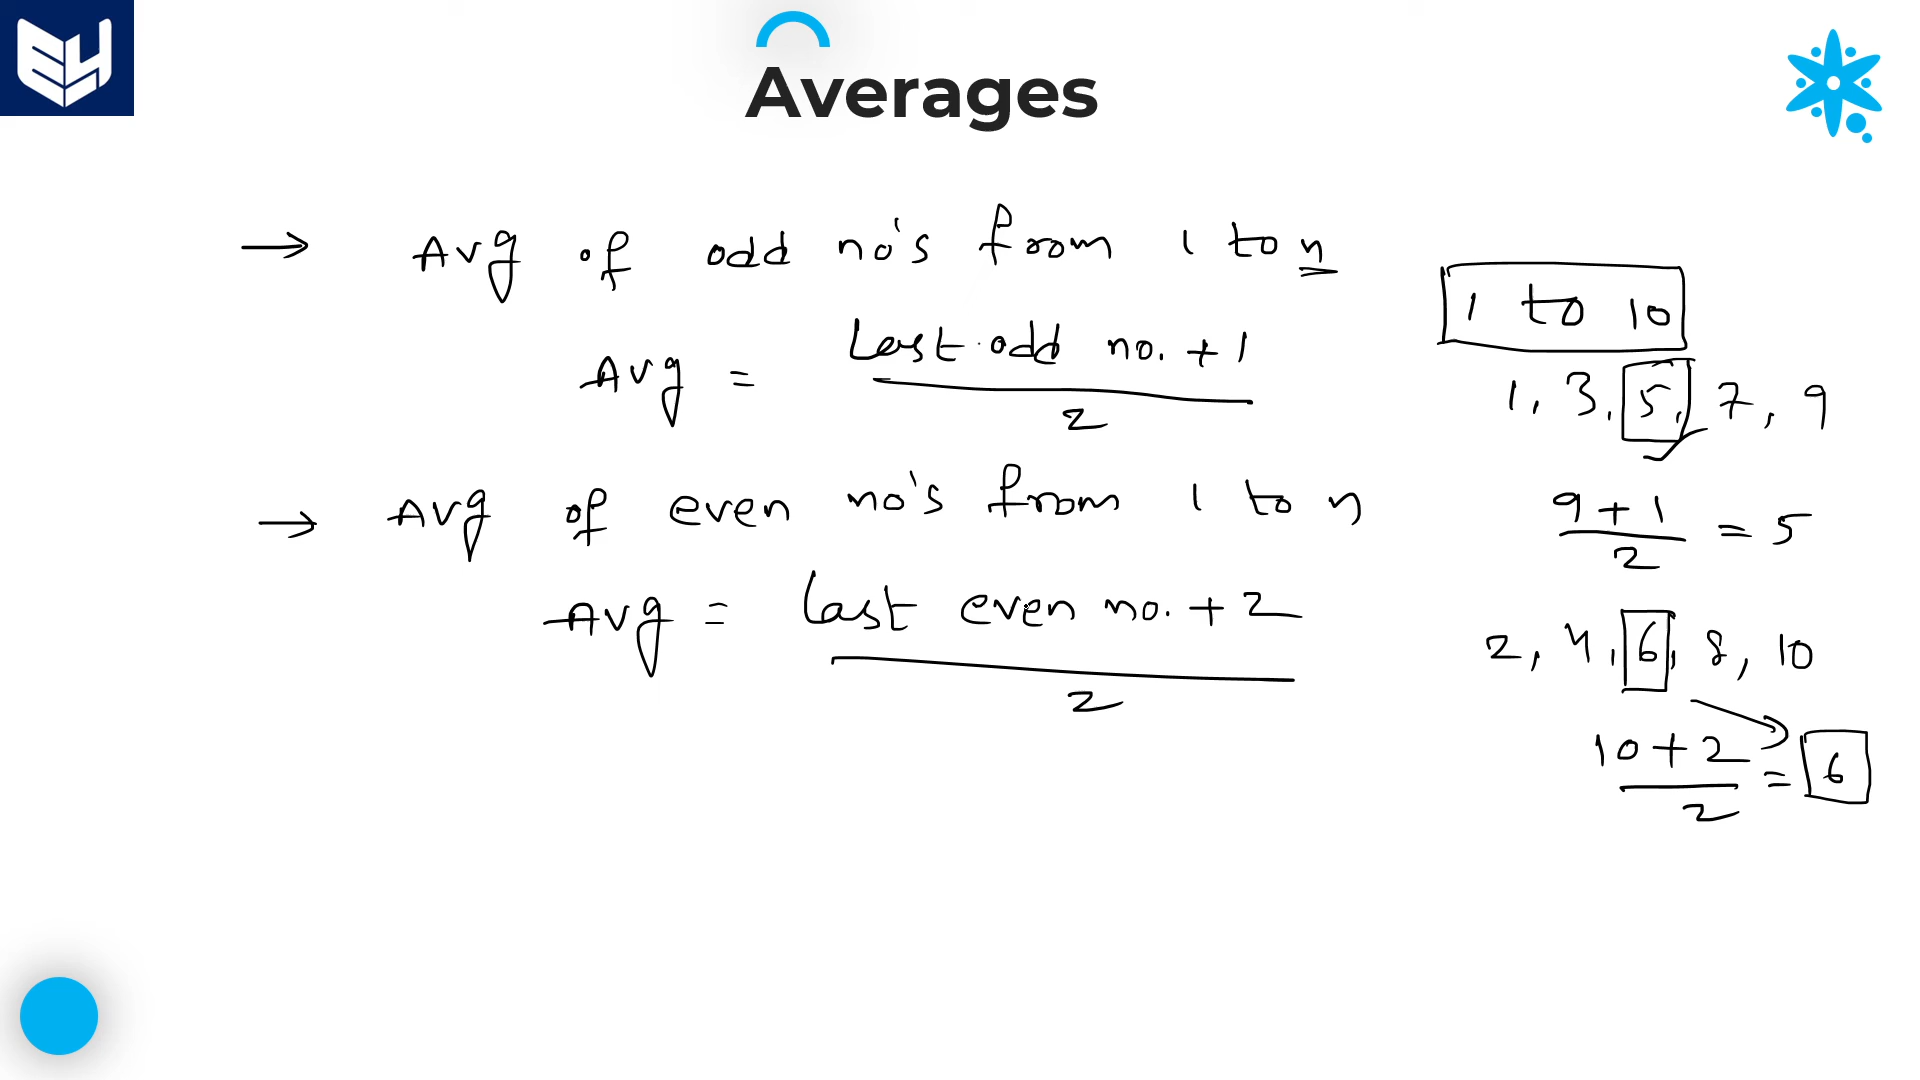 Averages
→ Avg of odd no's from 1 to n
Avg = Last odd no. + 1
2
→ Avg of even no's from 1 to n
Avg = last even no. + 2
2
1 to 10
1, 3, 5, 7, 9
9 + 1
2
= 5
2, 4, 6, 8, 10
10 + 2
2
= 6